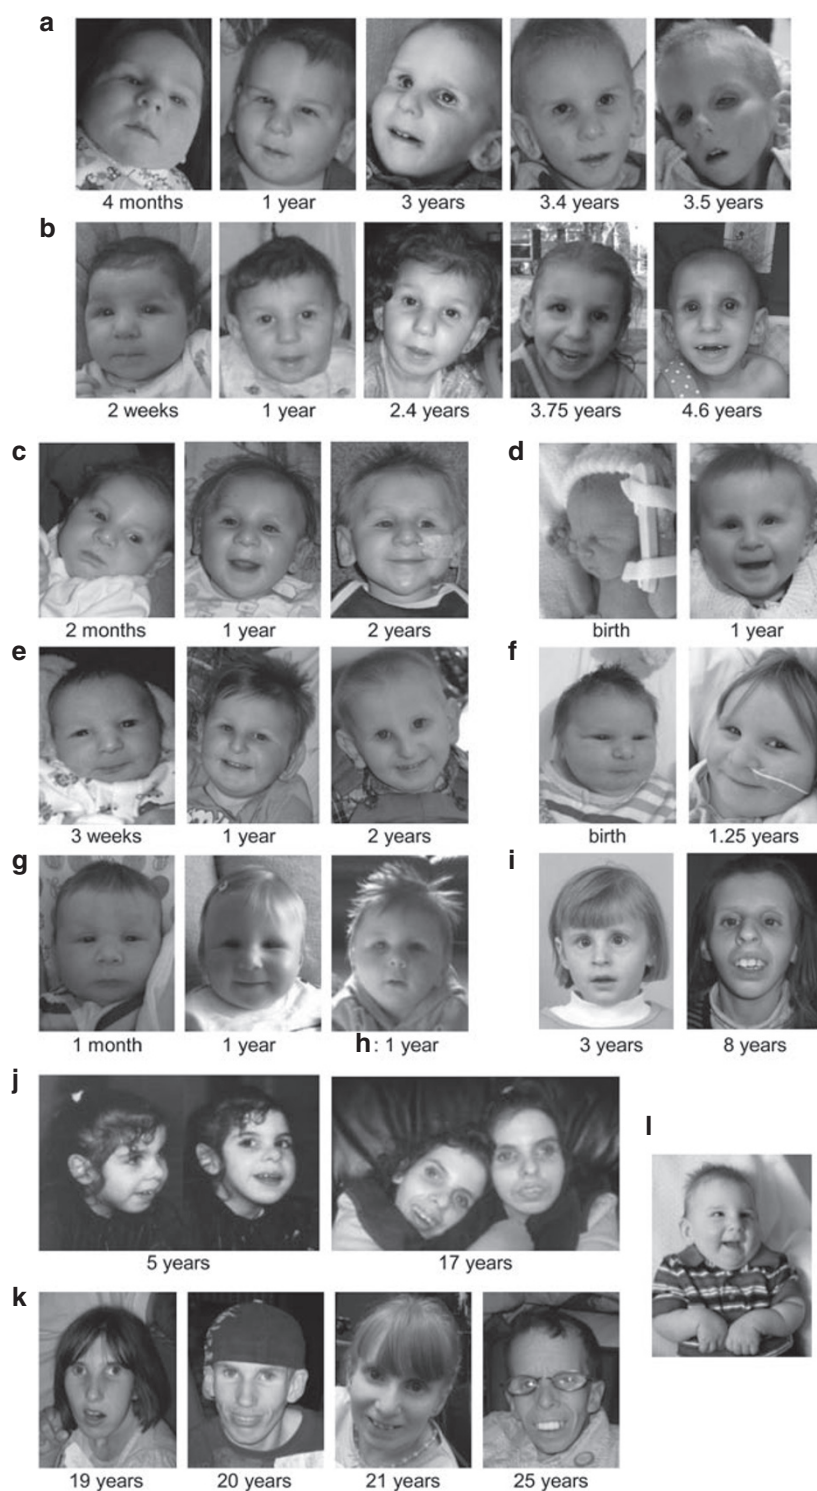 a
4 months 1 year 3 years 3.4 years 3.5 years
b
2 weeks 1 year 2.4 years 3.75 years 4.6 years
c d
2 months 1 year 2 years birth 1 year
e f
3 weeks 1 year 2 years birth 1.25 years
g i
1 month 1 year h: 1 year 3 years 8 years
j
l
5 years 17 years
k
19 years 20 years 21 years 25 years